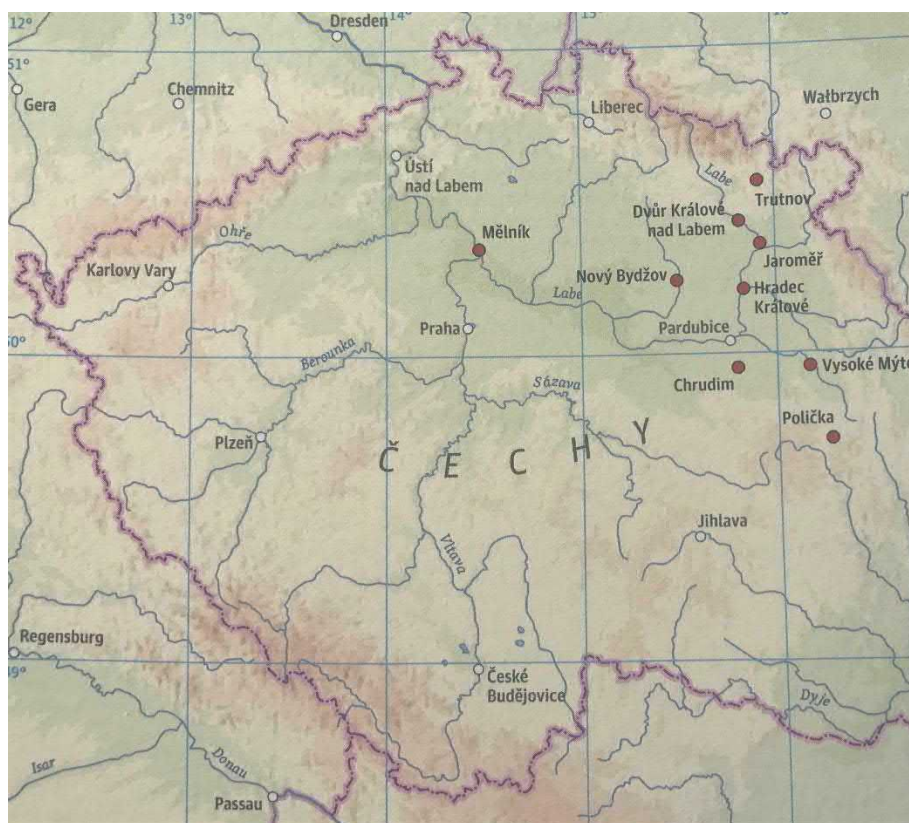 12°
13°
14
15
16
51°
Dresden
Gera
Chemnitz
Liberec
Wałbrzych
Ústí
nad Labem
Labe
Trutnov
Dvůr Králové
nad Labem
Mělník
Ohře
Jaroměř
Karlovy Vary
Nový Bydžov
Hradec
Králové
Labe
Praha
Pardubice
Berounka
Sázava
Chrudim
Vysoké Mýto
Polička
Plzeň
ČECHY
Jihlava
Vltava
Regensburg
49°
České
Budějovice
Dyje
Isar
Donau
Passau